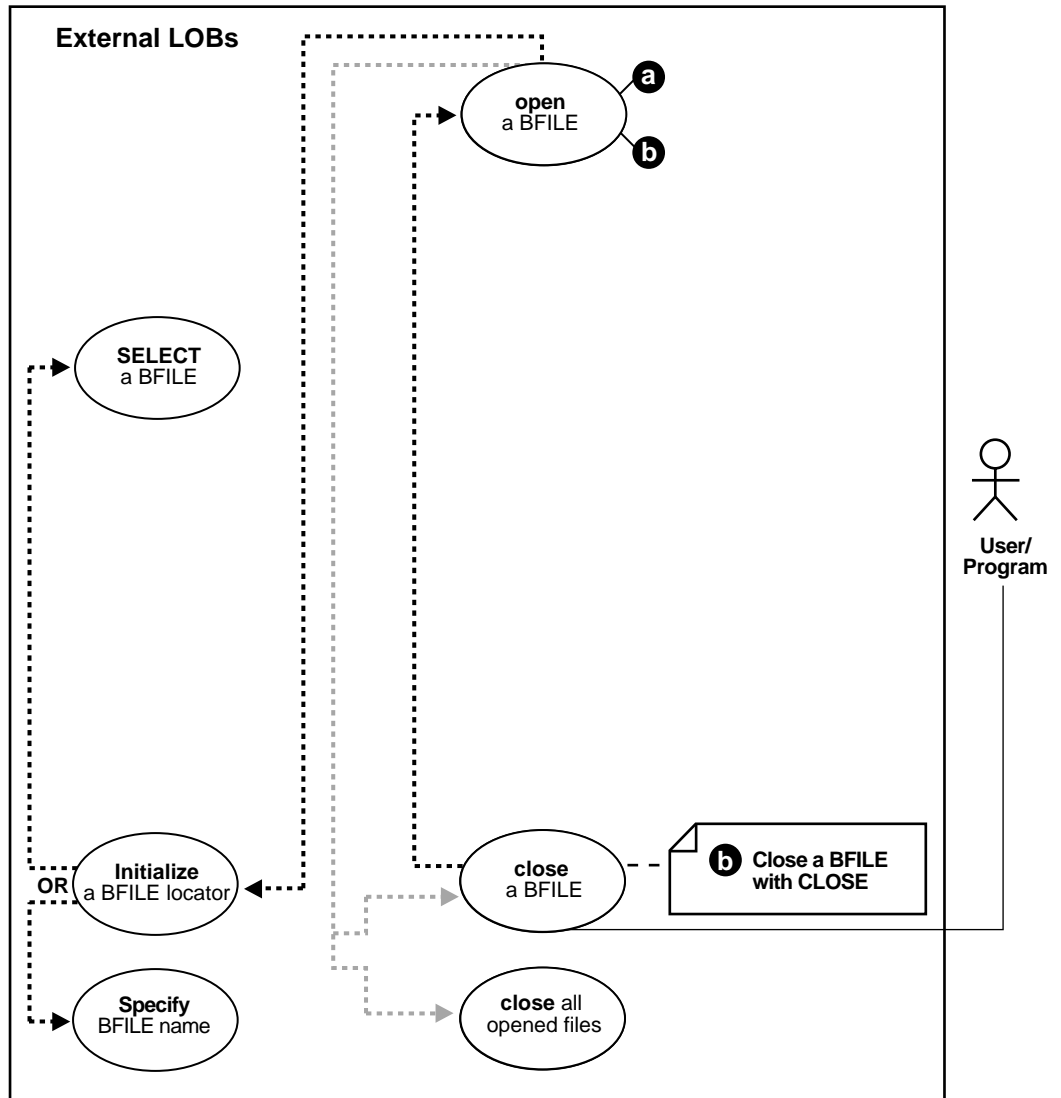 External LOBs
a
open
a BFILE
b
SELECT
a BFILE
User/
Program
Initialize
OR
a BFILE locator
close
a BFILE
b Close a BFILE
with CLOSE
Specify
BFILE name
close all
opened files